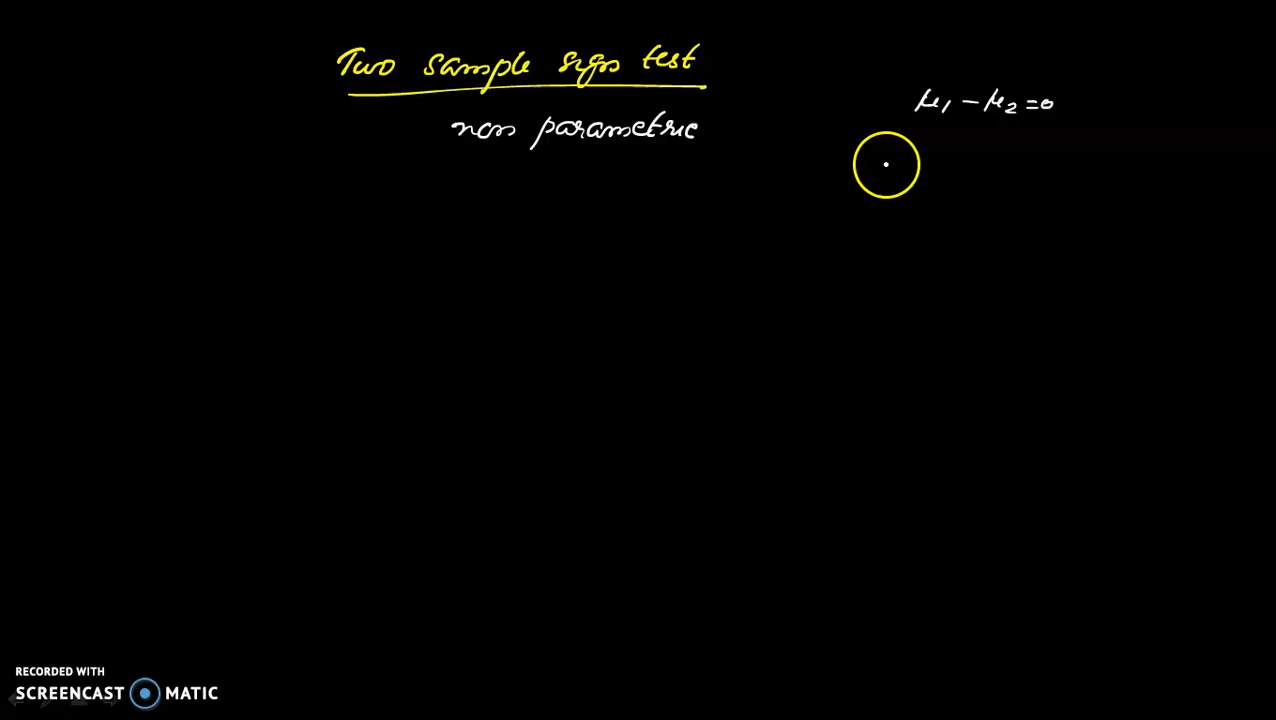 Two sample sign test
μ₁ - μ₂ = 0
non parametric
RECORDED WITH
SCREENCAST MATIC